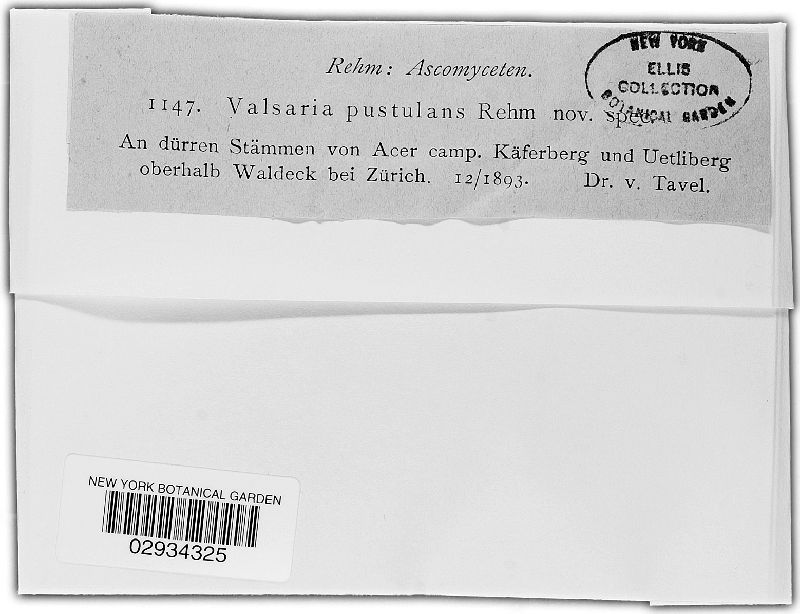 Rehm: Ascomyceten.
NEW YORK
ELLIS
COLLECTION
BOTANICAL GARDEN
1147. Valsaria pustulans Rehm nov. spec.
An dürren Stämmen von Acer camp. Käferberg und Uetliberg
oberhalb Waldeck bei Zürich. 12/1893. Dr. v. Tavel.
NEW YORK BOTANICAL GARDEN
02934325